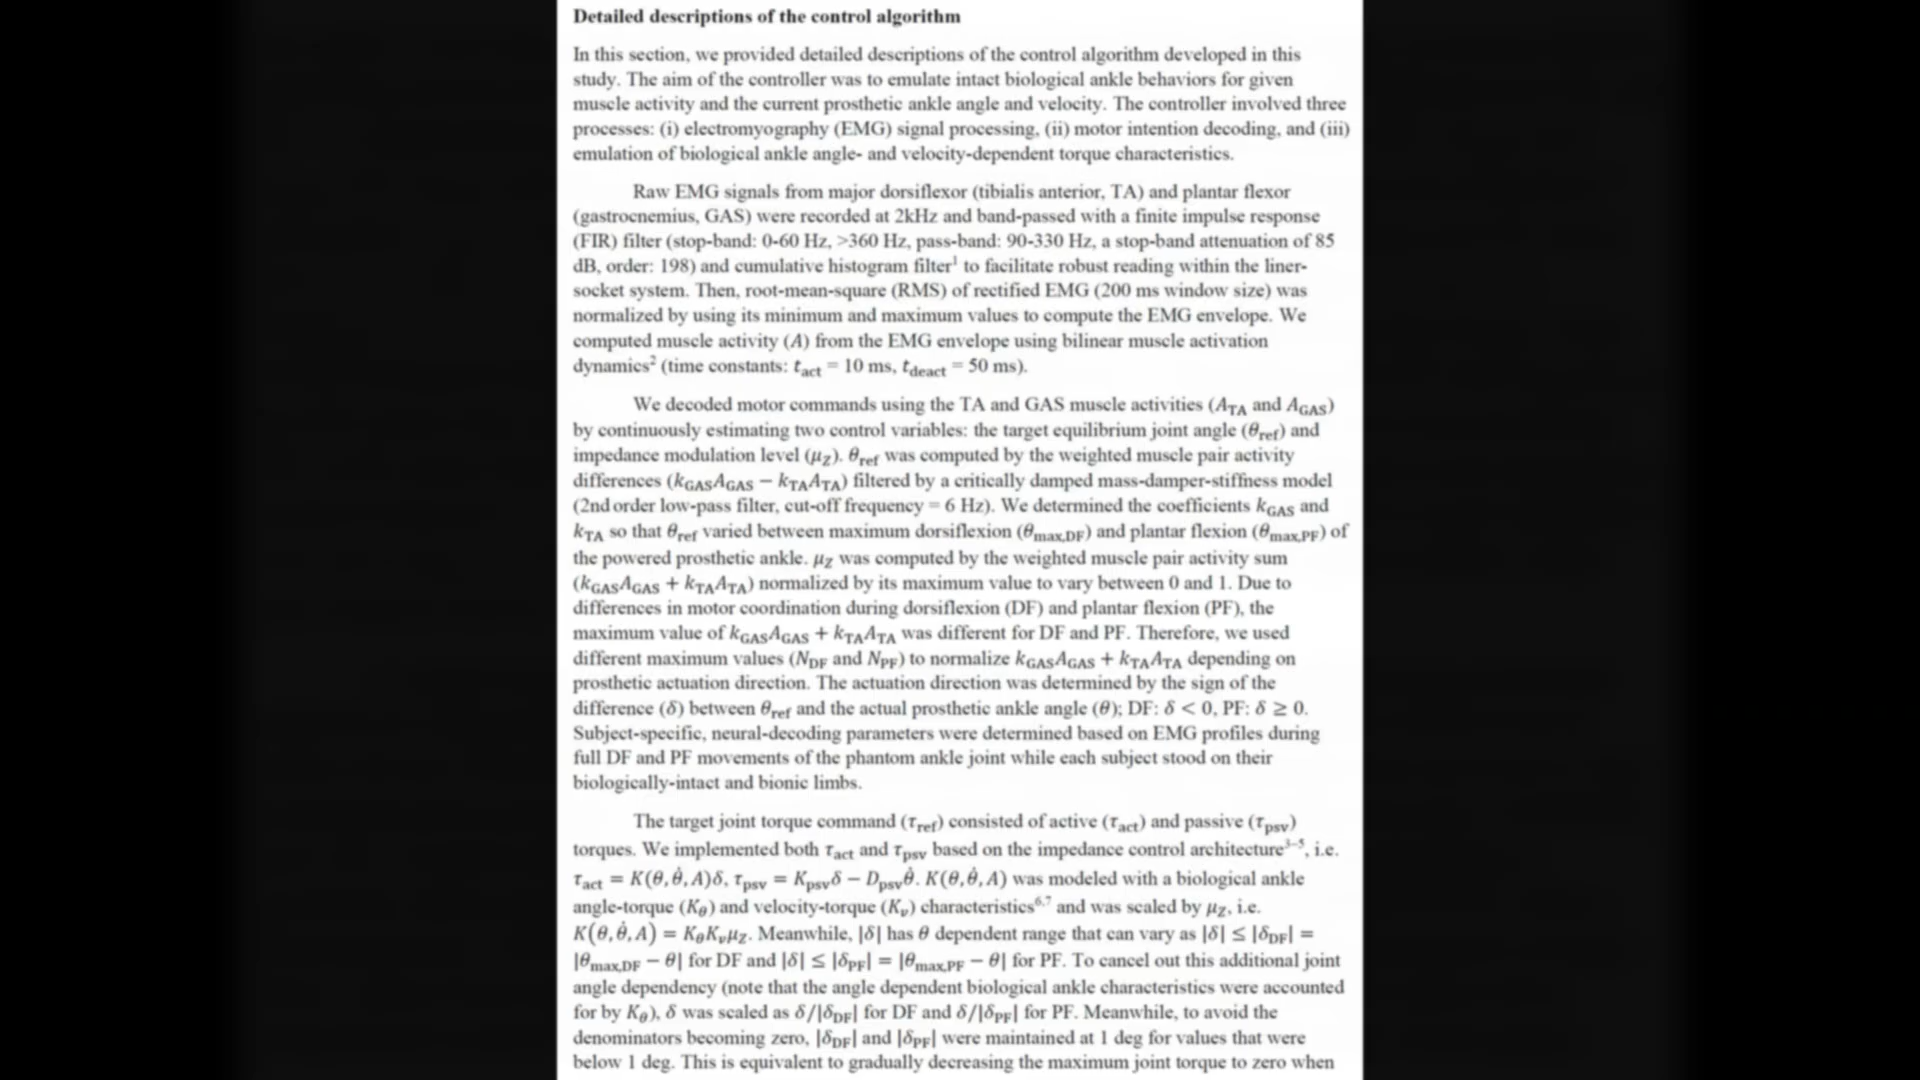 Detailed descriptions of the control algorithm
In this section, we provided detailed descriptions of the control algorithm developed in this
study. The aim of the controller was to emulate intact biological ankle behaviors for given
muscle activity and the current prosthetic ankle angle and velocity. The controller involved three
processes: (i) electromyography (EMG) signal processing, (ii) motor intention decoding, and (iii)
emulation of biological ankle angle- and velocity-dependent torque characteristics.
Raw EMG signals from major dorsiflexor (tibialis anterior, TA) and plantar flexor
(gastrocnemius, GAS) were recorded at 2kHz and band-passed with a finite impulse response
(FIR) filter (stop-band: 0-60 Hz, >360 Hz, pass-band: 90-330 Hz, a stop-band attenuation of 85
dB, order: 198) and cumulative histogram filter¹ to facilitate robust reading within the liner-
socket system. Then, root-mean-square (RMS) of rectified EMG (200 ms window size) was
normalized by using its minimum and maximum values to compute the EMG envelope. We
computed muscle activity (A) from the EMG envelope using bilinear muscle activation
dynamics² (time constants: t_act = 10 ms, t_deact = 50 ms).
We decoded motor commands using the TA and GAS muscle activities (A_TA and A_GAS)
by continuously estimating two control variables: the target equilibrium joint angle (θ_ref) and
impedance modulation level (μ_Z). θ_ref was computed by the weighted muscle pair activity
differences (k_GAS A_GAS − k_TA A_TA) filtered by a critically damped mass-damper-stiffness model
(2nd order low-pass filter, cut-off frequency = 6 Hz). We determined the coefficients k_GAS and
k_TA so that θ_ref varied between maximum dorsiflexion (θ_max,DF) and plantar flexion (θ_max,PF) of
the powered prosthetic ankle. μ_Z was computed by the weighted muscle pair activity sum
(k_GAS A_GAS + k_TA A_TA) normalized by its maximum value to vary between 0 and 1. Due to
differences in motor coordination during dorsiflexion (DF) and plantar flexion (PF), the
maximum value of k_GAS A_GAS + k_TA A_TA was different for DF and PF. Therefore, we used
different maximum values (N_DF and N_PF) to normalize k_GAS A_GAS + k_TA A_TA depending on
prosthetic actuation direction. The actuation direction was determined by the sign of the
difference (δ) between θ_ref and the actual prosthetic ankle angle (θ); DF: δ < 0, PF: δ ≥ 0.
Subject-specific, neural-decoding parameters were determined based on EMG profiles during
full DF and PF movements of the phantom ankle joint while each subject stood on their
biologically-intact and bionic limbs.
The target joint torque command (τ_ref) consisted of active (τ_act) and passive (τ_psv)
torques. We implemented both τ_act and τ_psv based on the impedance control architecture³⁻⁵, i.e.
τ_act = K(θ, θ̇, A)δ, τ_psv = K_psv δ − D_psv θ̇. K(θ, θ̇, A) was modeled with a biological ankle
angle-torque (K_θ) and velocity-torque (K_v) characteristics⁶,⁷ and was scaled by μ_Z, i.e.
K(θ, θ̇, A) = K_θ K_v μ_Z. Meanwhile, |δ| has θ dependent range that can vary as |δ| ≤ |δ_DF| =
|θ_max,DF − θ| for DF and |δ| ≤ |δ_PF| = |θ_max,PF − θ| for PF. To cancel out this additional joint
angle dependency (note that the angle dependent biological ankle characteristics were accounted
for by K_θ), δ was scaled as δ/|δ_DF| for DF and δ/|δ_PF| for PF. Meanwhile, to avoid the
denominators becoming zero, |δ_DF| and |δ_PF| were maintained at 1 deg for values that were
below 1 deg. This is equivalent to gradually decreasing the maximum joint torque to zero when